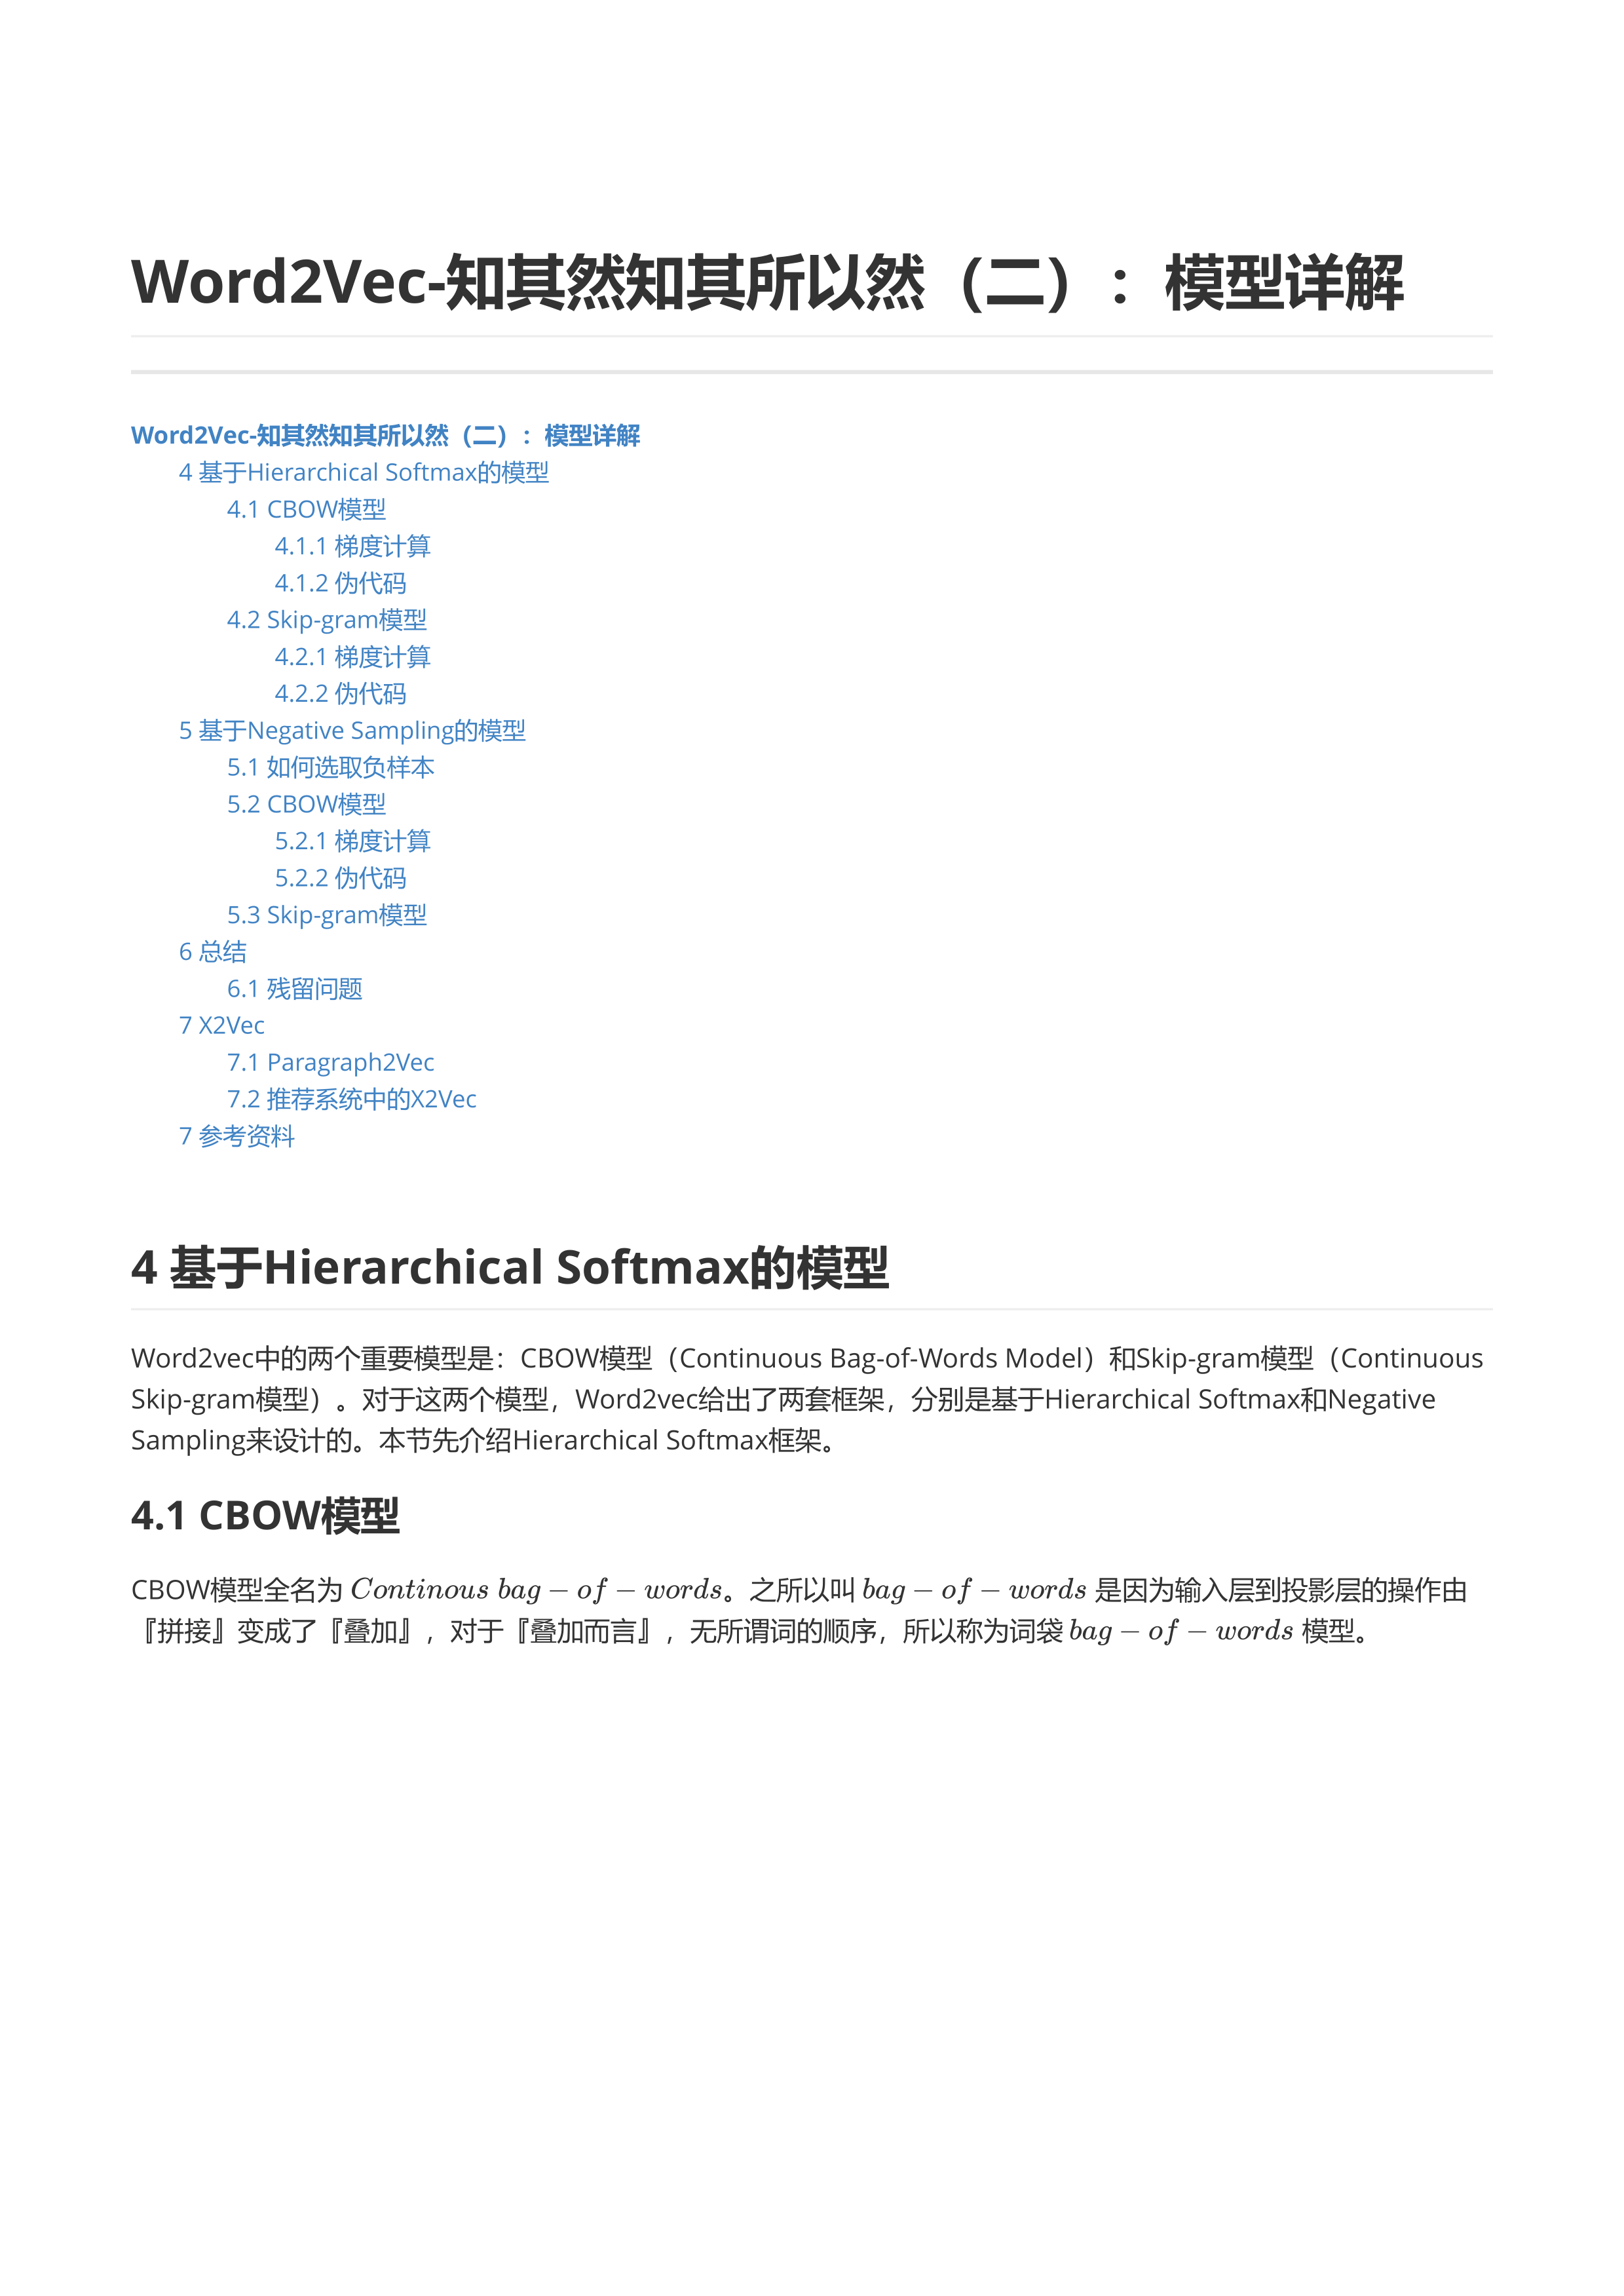 Word2Vec-知其然知其所以然（二）：模型详解
Word2Vec-知其然知其所以然（二）：模型详解
4 基于Hierarchical Softmax的模型
4.1 CBOW模型
4.1.1 梯度计算
4.1.2 伪代码
4.2 Skip-gram模型
4.2.1 梯度计算
4.2.2 伪代码
5 基于Negative Sampling的模型
5.1 如何选取负样本
5.2 CBOW模型
5.2.1 梯度计算
5.2.2 伪代码
5.3 Skip-gram模型
6 总结
6.1 残留问题
7 X2Vec
7.1 Paragraph2Vec
7.2 推荐系统中的X2Vec
7 参考资料
4 基于Hierarchical Softmax的模型
Word2vec中的两个重要模型是：CBOW模型（Continuous Bag-of-Words Model）和Skip-gram模型（Continuous
Skip-gram模型）。对于这两个模型，Word2vec给出了两套框架，分别是基于Hierarchical Softmax和Negative
Sampling来设计的。本节先介绍Hierarchical Softmax框架。
4.1 CBOW模型
CBOW模型全名为 Continous bag − of − words。之所以叫 bag − of − words 是因为输入层到投影层的操作由
『拼接』变成了『叠加』，对于『叠加而言』，无所谓词的顺序，所以称为词袋 bag − of − words 模型。